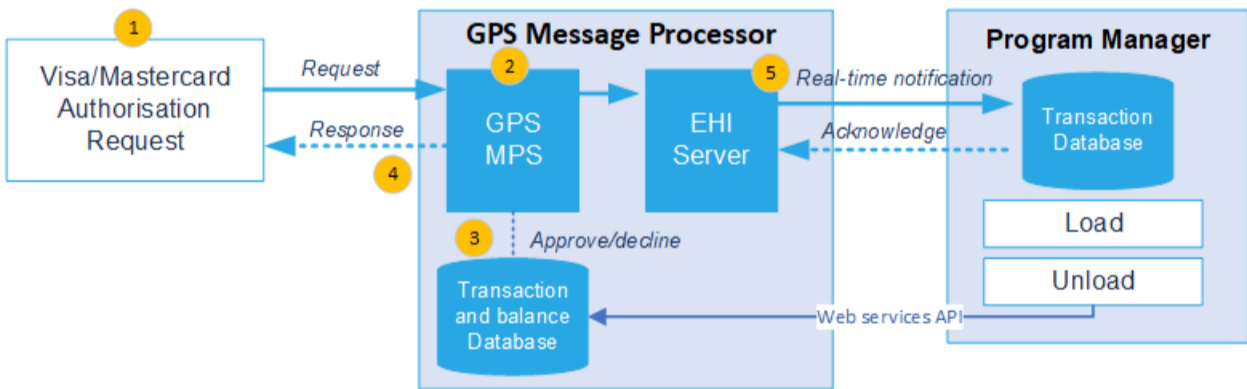 1
Visa/Mastercard
Authorisation
Request
Request
Response
4
GPS Message Processor
2
GPS
MPS
5
EHI
Server
3
Approve/decline
Transaction
and balance
Database
Real-time notification
Acknowledge
Program Manager
Transaction
Database
Load
Unload
Web services API